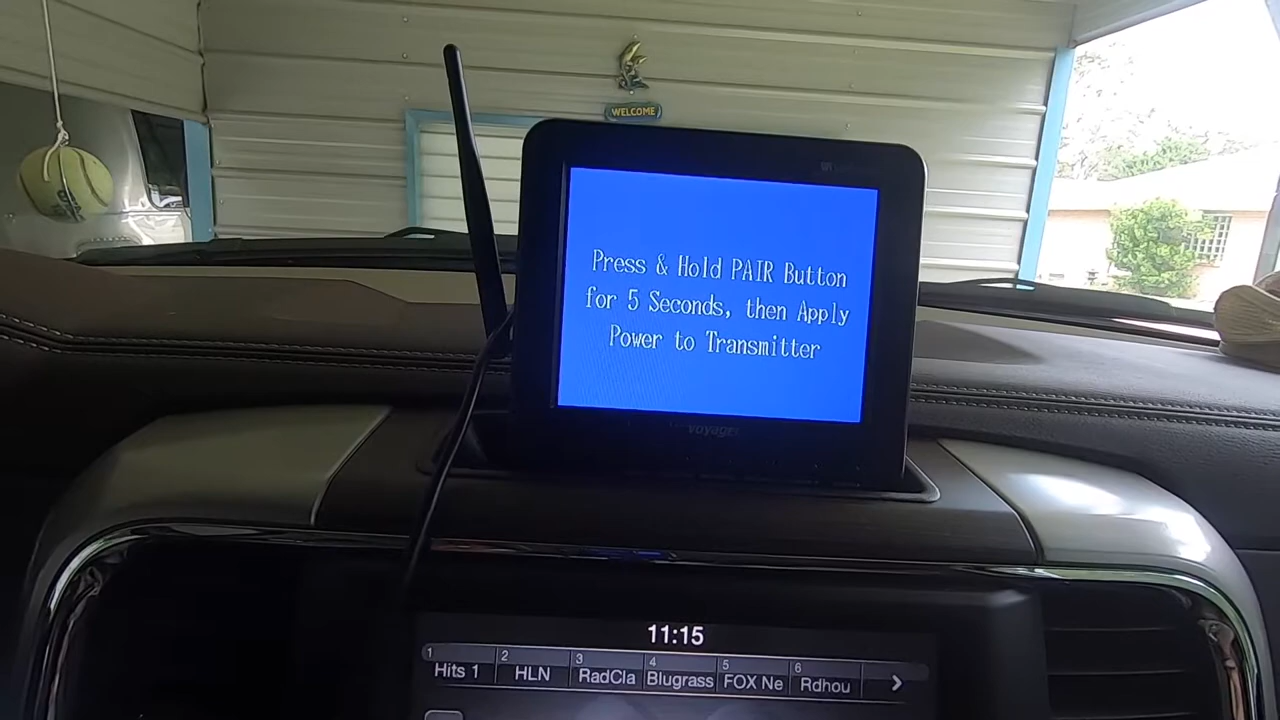 WELCOME
Press & Hold PAIR Button
for 5 Seconds, then Apply
Power to Transmitter
voyager
11:15
1 2 3 4 5 6
Hits 1 HLN RadCla Blugrass FOX Ne Rdhou